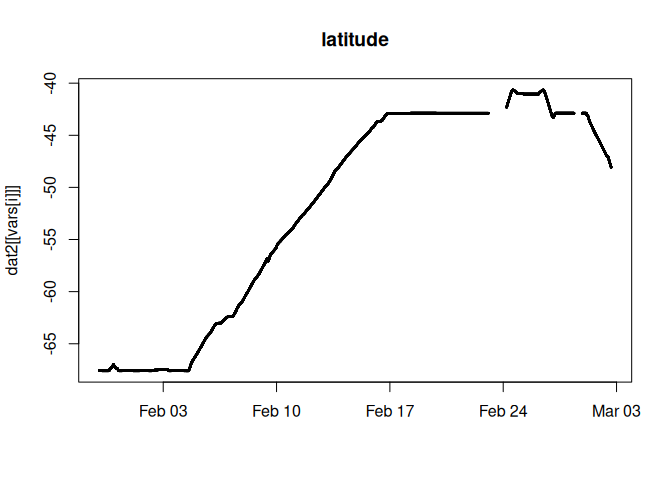 latitude
dat2[[vars[i]]]
-40
-45
-50
-55
-60
-65
Feb 03
Feb 10
Feb 17
Feb 24
Mar 03